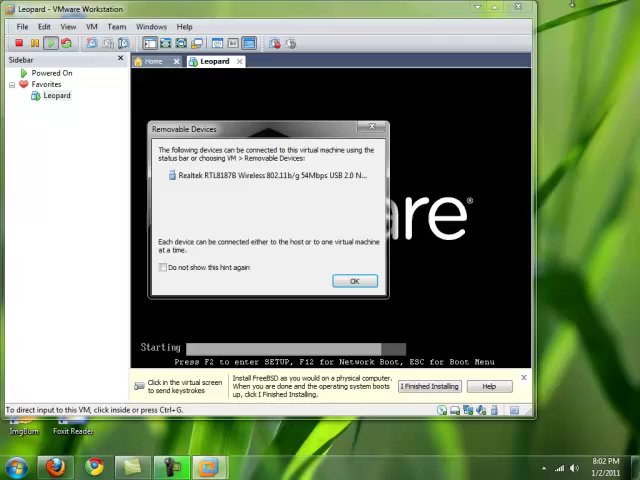 Leopard - VMware Workstation
File Edit View VM Team Windows Help
Sidebar
Home
Leopard
Powered On
Favorites
Leopard
Removable Devices
The following devices can be connected to this virtual machine using the
status bar or choosing VM > Removable Devices:
Realtek RTL8187B Wireless 802.11b/g 54Mbps USB 2.0 N...
are®
Each device can be connected either to the host or to one virtual machine
at a time.
Do not show this hint again
OK
Starting
Press F2 to enter SETUP, F12 for Network Boot, ESC for Boot Menu
Click in the virtual screen
to send keystrokes
Install FreeBSD as you would on a physical computer.
When you are done and the operating system boots
up, click I Finished Installing.
I Finished Installing
Help
To direct input to this VM, click inside or press Ctrl+G.
ImgBurn
Foxit Reader
8:02 PM
1/2/2011